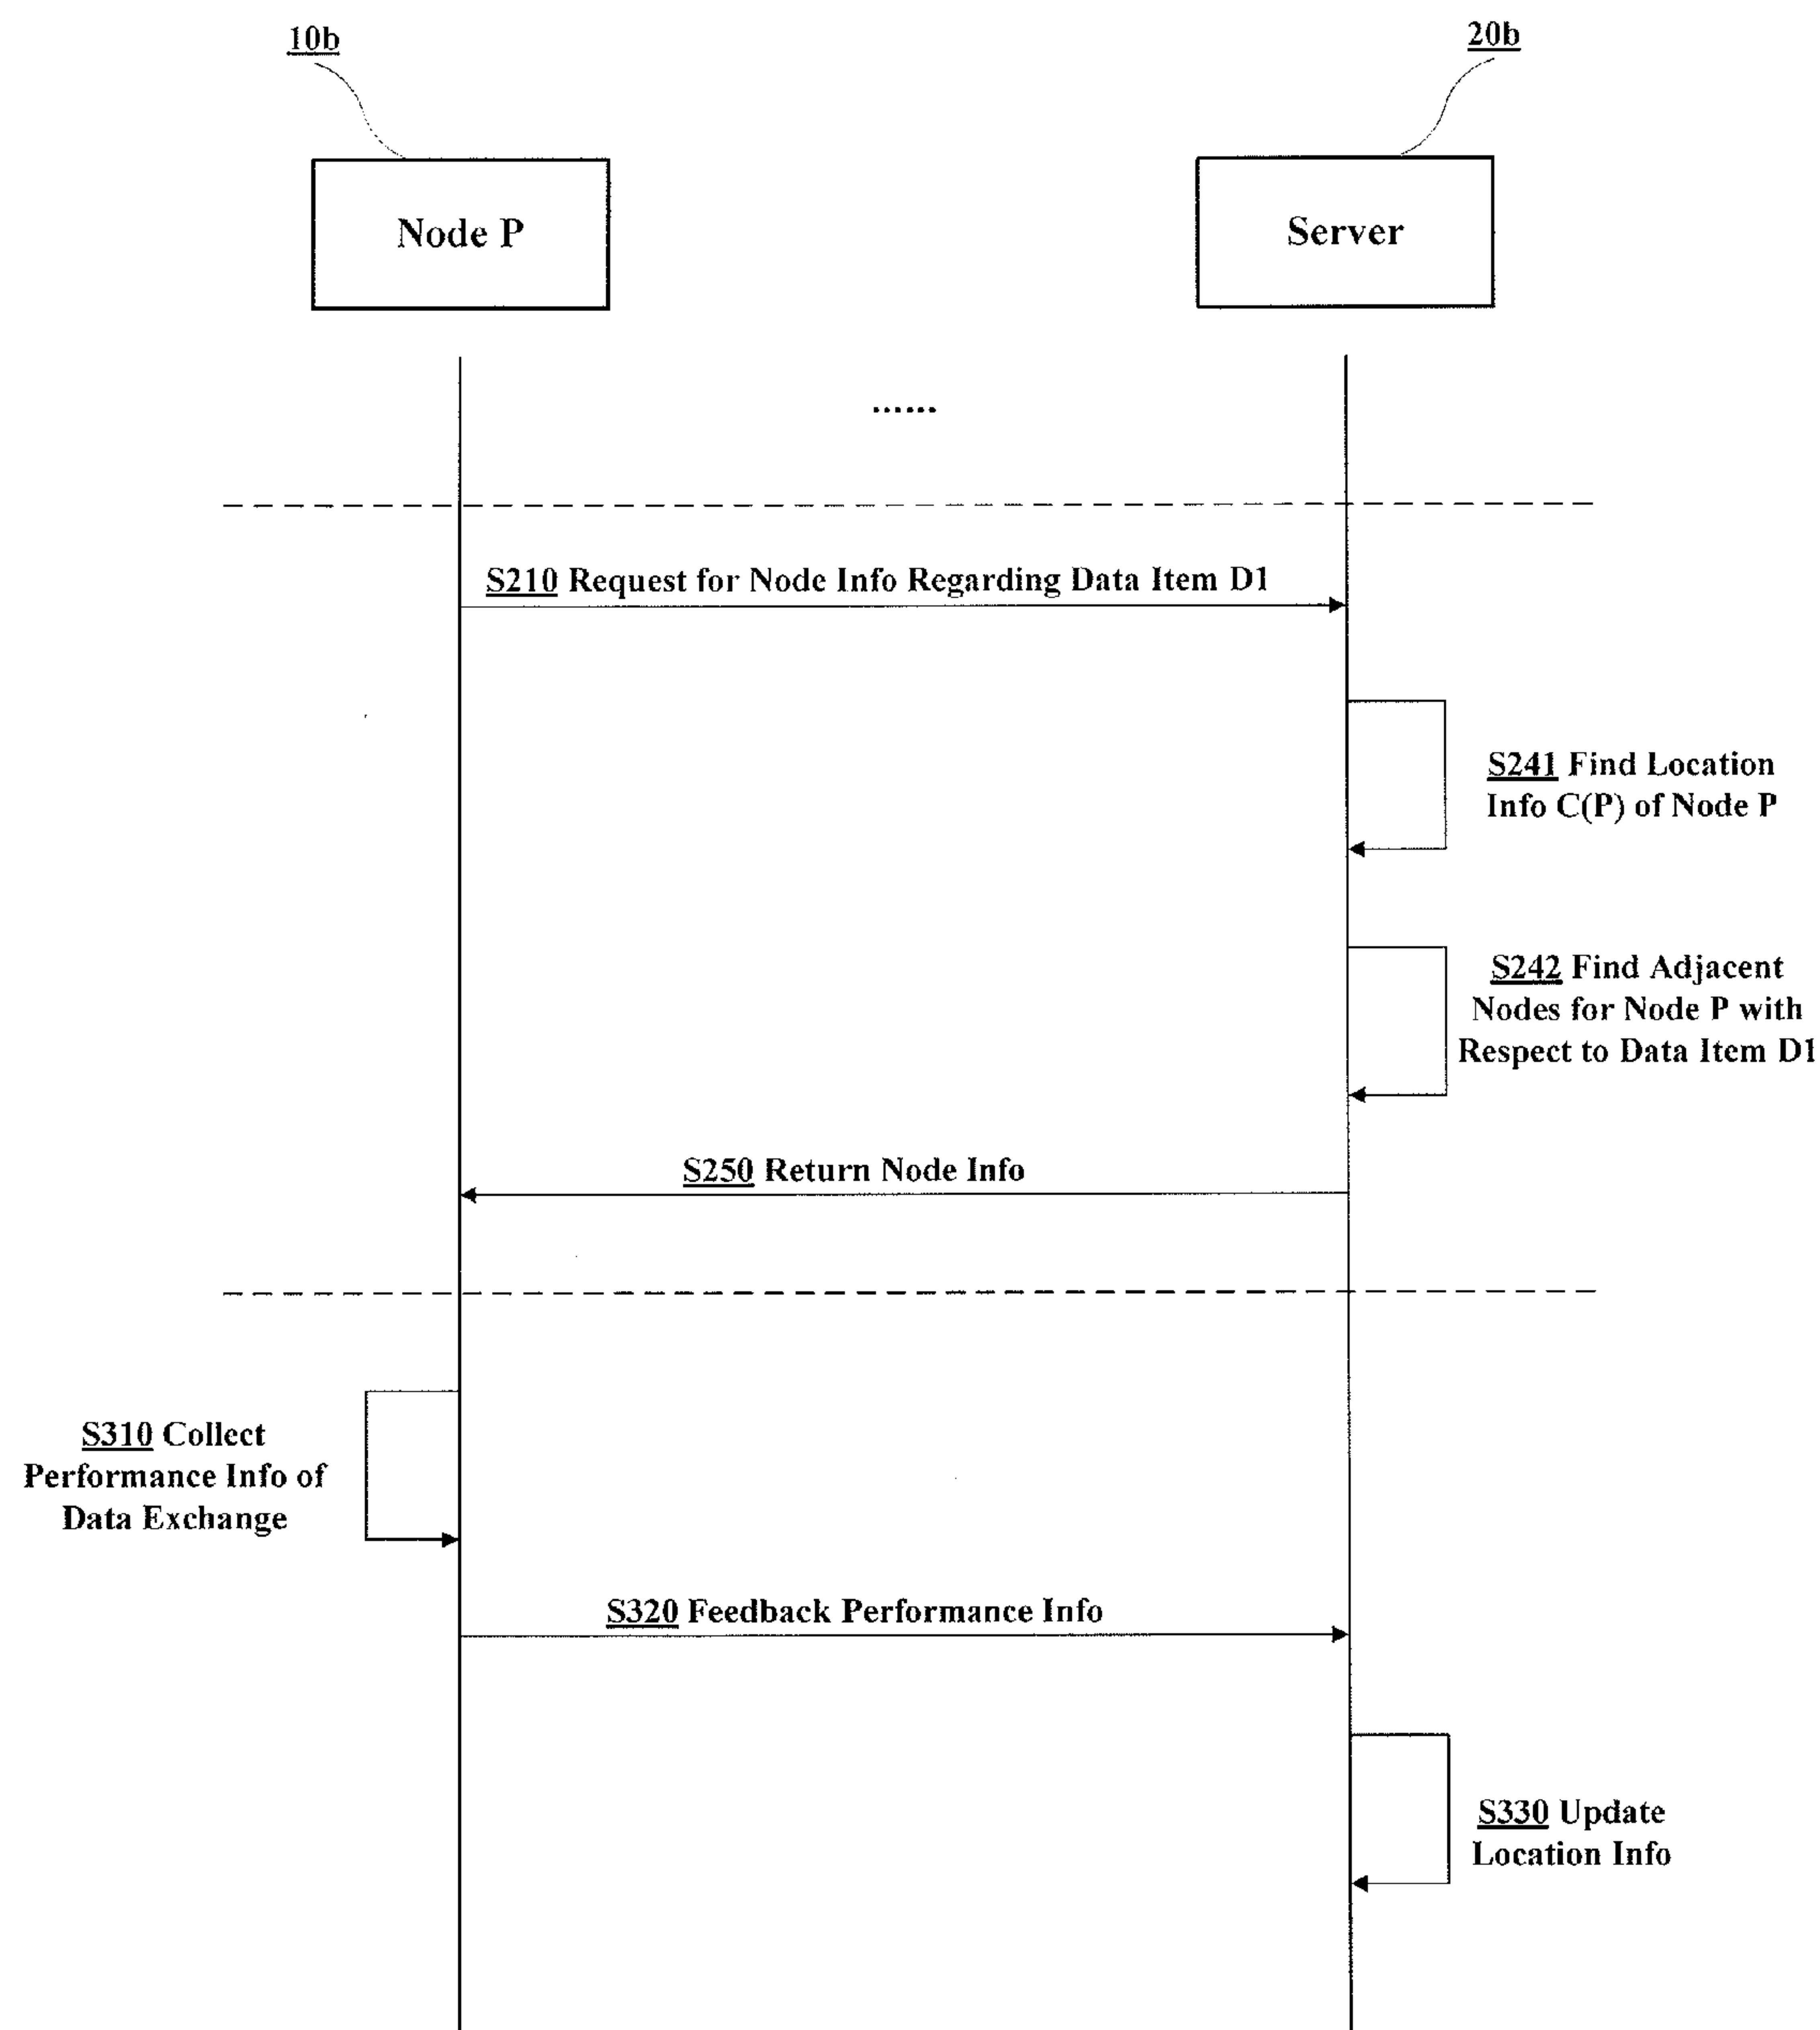 10b
20b
Node P
Server
......
S210 Request for Node Info Regarding Data Item D1
S241 Find Location
Info C(P) of Node P
S242 Find Adjacent
Nodes for Node P with
Respect to Data Item D1
S250 Return Node Info
S310 Collect
Performance Info of
Data Exchange
S320 Feedback Performance Info
S330 Update
Location Info